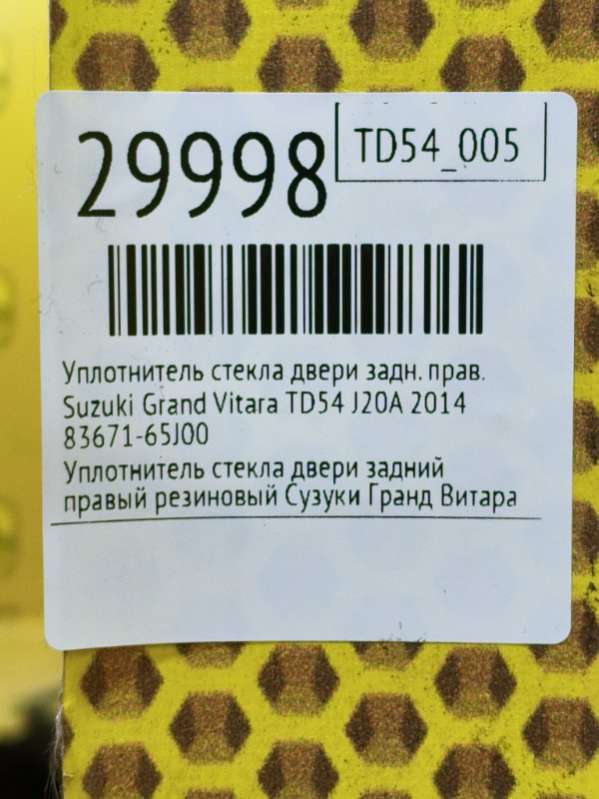 29998
TD54_005
Уплотнитель стекла двери задн. прав.
Suzuki Grand Vitara TD54 J20A 2014
83671-65J00
Уплотнитель стекла двери задний
правый резиновый Сузуки Гранд Витара